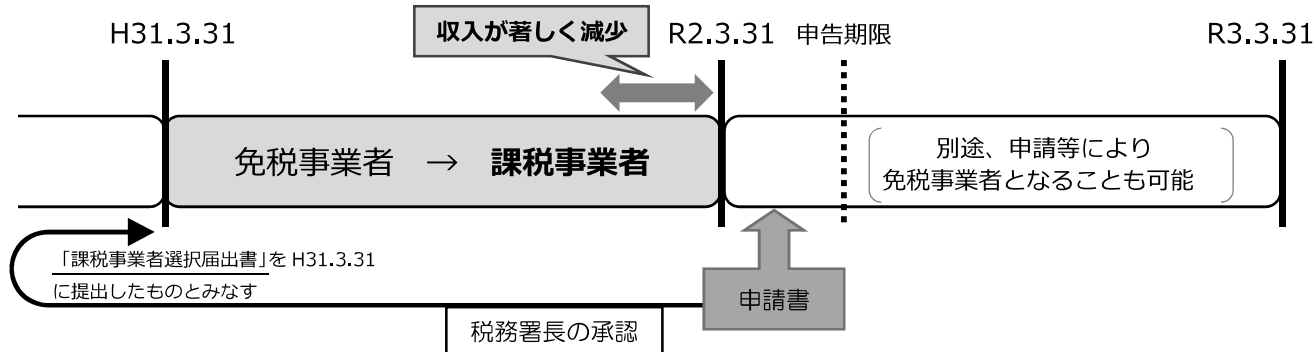 収入が著しく減少
H31.3.31
R2.3.31
申告期限
R3.3.31
免税事業者 → 課税事業者
別途、申請等により
免税事業者となることも可能
「課税事業者選択届出書」を H31.3.31
に提出したものとみなす
申請書
税務署長の承認